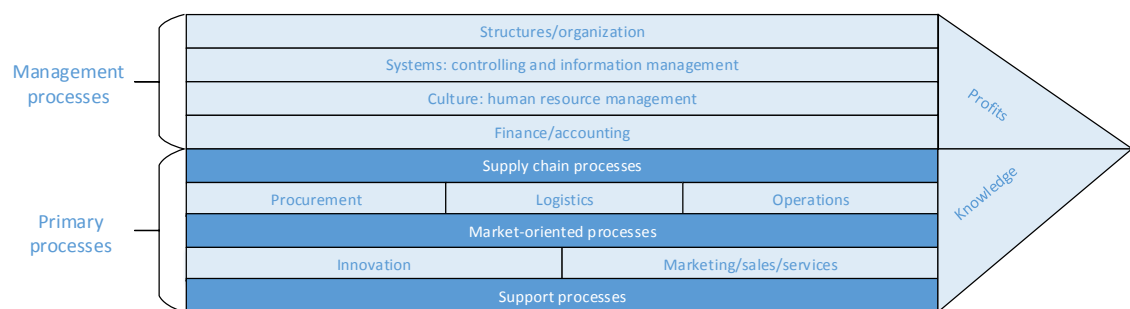 Management
processes
Structures/organization
Systems: controlling and information management
Culture: human resource management
Finance/accounting
Profits
Primary
processes
Supply chain processes
Procurement
Logistics
Operations
Market-oriented processes
Innovation
Marketing/sales/services
Support processes
Knowledge